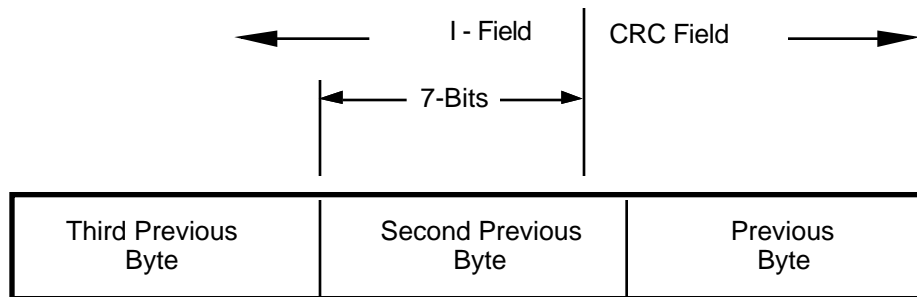 I - Field
CRC Field
7-Bits
Third Previous
Byte
Second Previous
Byte
Previous
Byte